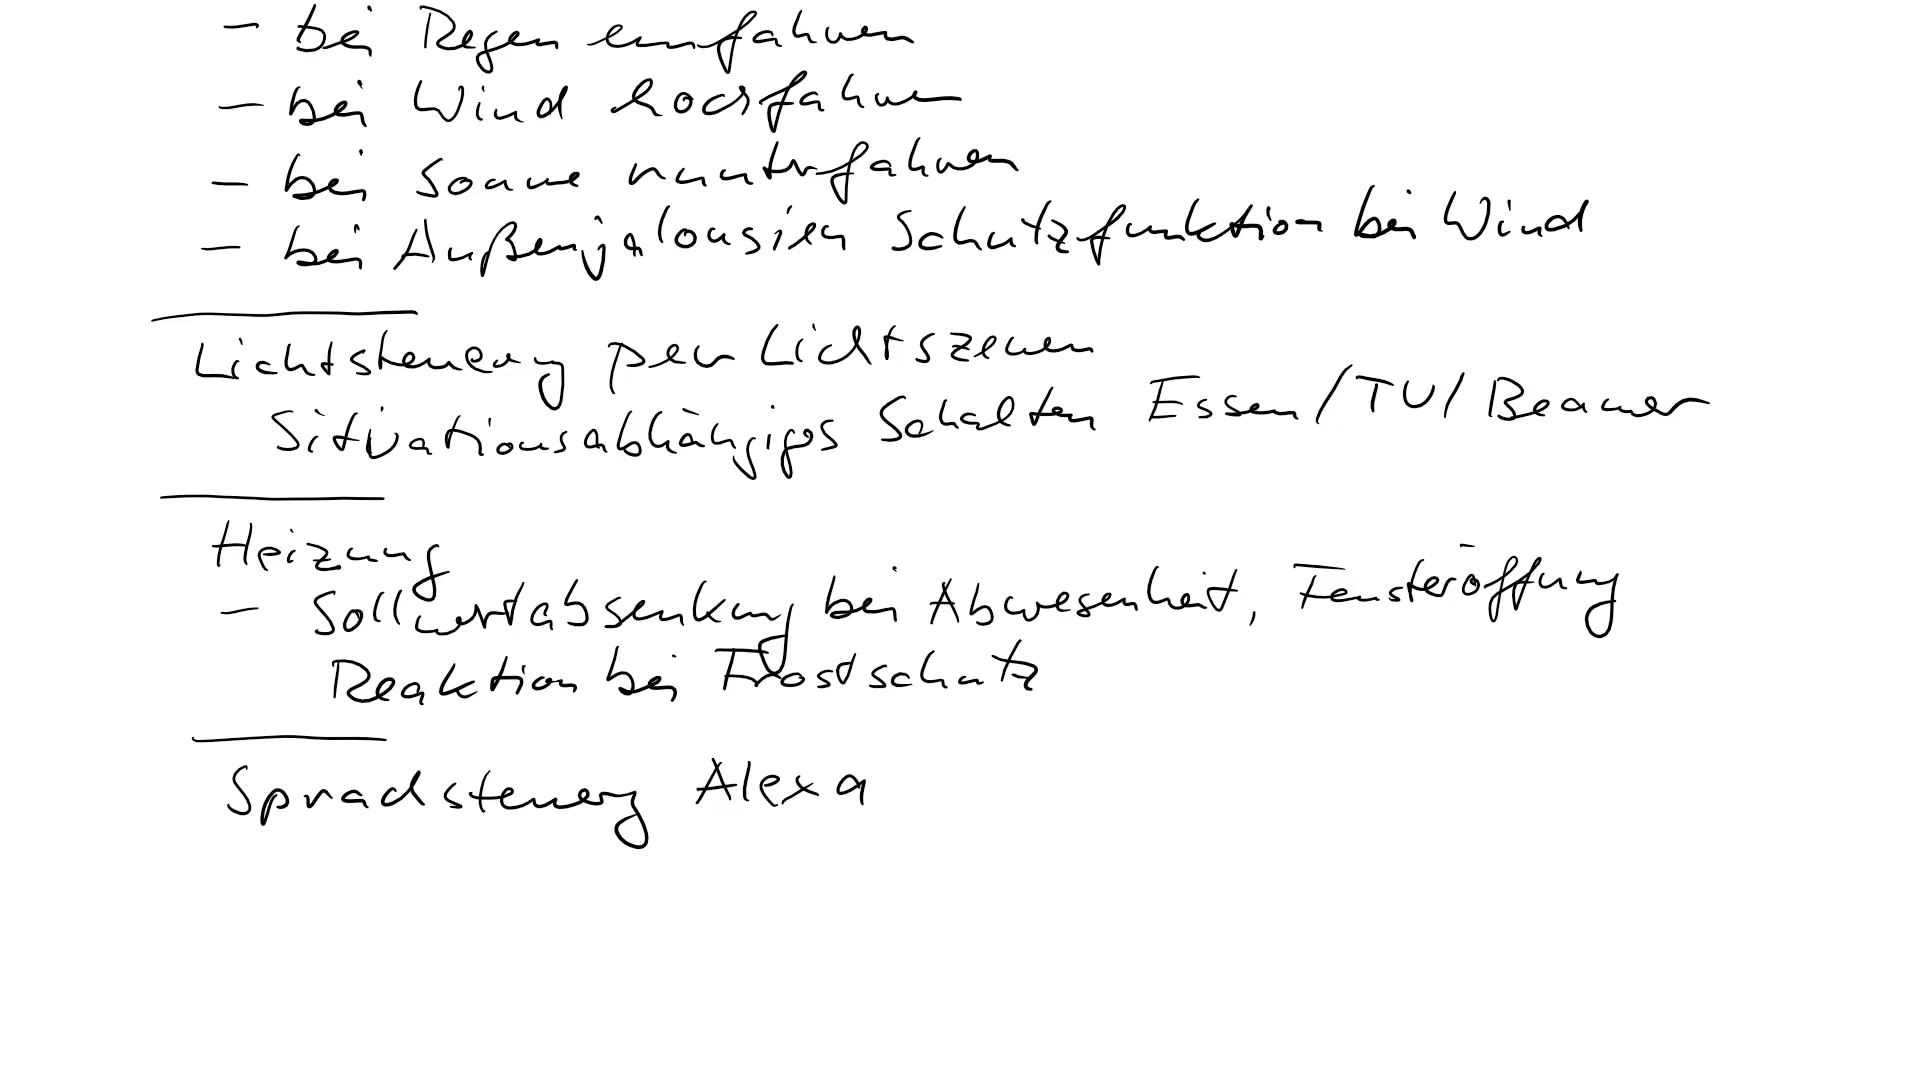 - bei Regen einfahren
- bei Wind hochfahren
- bei Sonne runterfahren
- bei Außenjalousien Schutzfunktion bei Wind
Lichtsteuerung per Lichtszenen
Situationsabhängiges Schalten Essen/TV/Beamer
Heizung
- Sollwertabsenkung bei Abwesenheit, Fensteröffnung
Reaktion bei Frostschutz
Sprachsteuerung Alexa